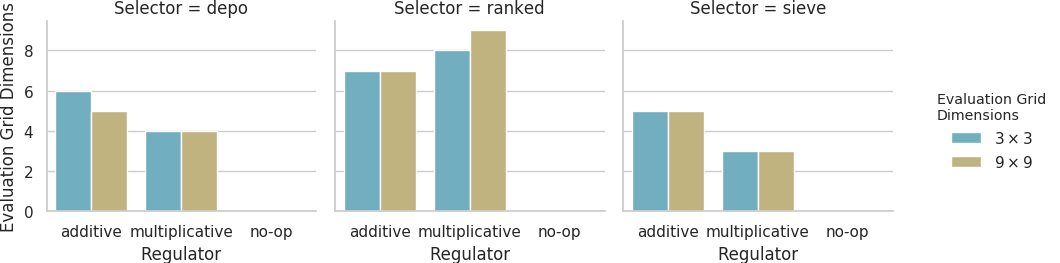 Selector = depo
Selector = ranked
Selector = sieve
Evaluation Grid Dimensions
8
6
4
2
0
additive multiplicative no-op
additive multiplicative no-op
additive multiplicative no-op
Regulator
Regulator
Regulator
Evaluation Grid
Dimensions
3 × 3
9 × 9